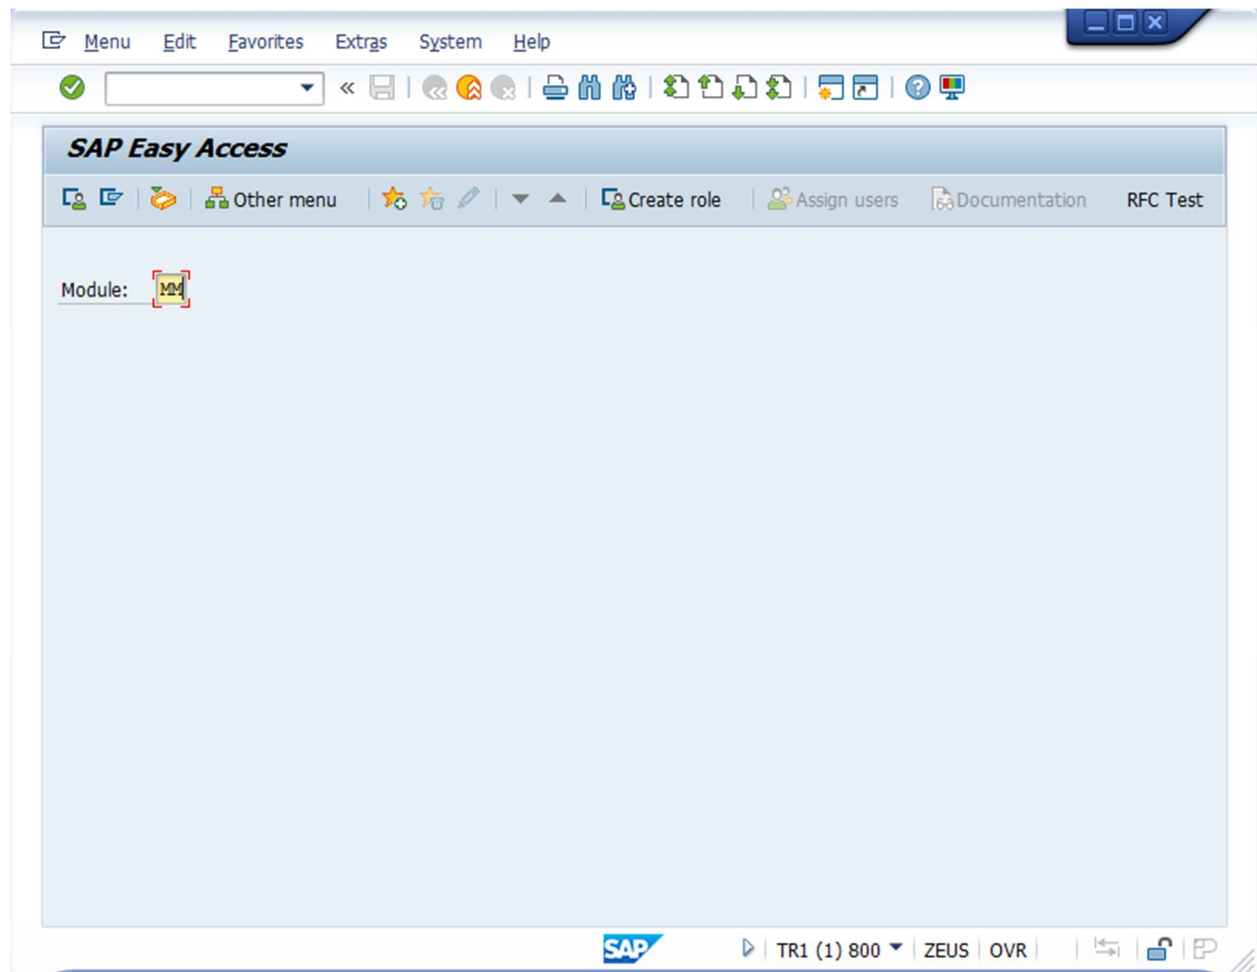 Menu Edit Favorites Extras System Help
SAP Easy Access
Other menu Create role Assign users Documentation RFC Test
Module: MM
SAP TR1 (1) 800 ZEUS OVR